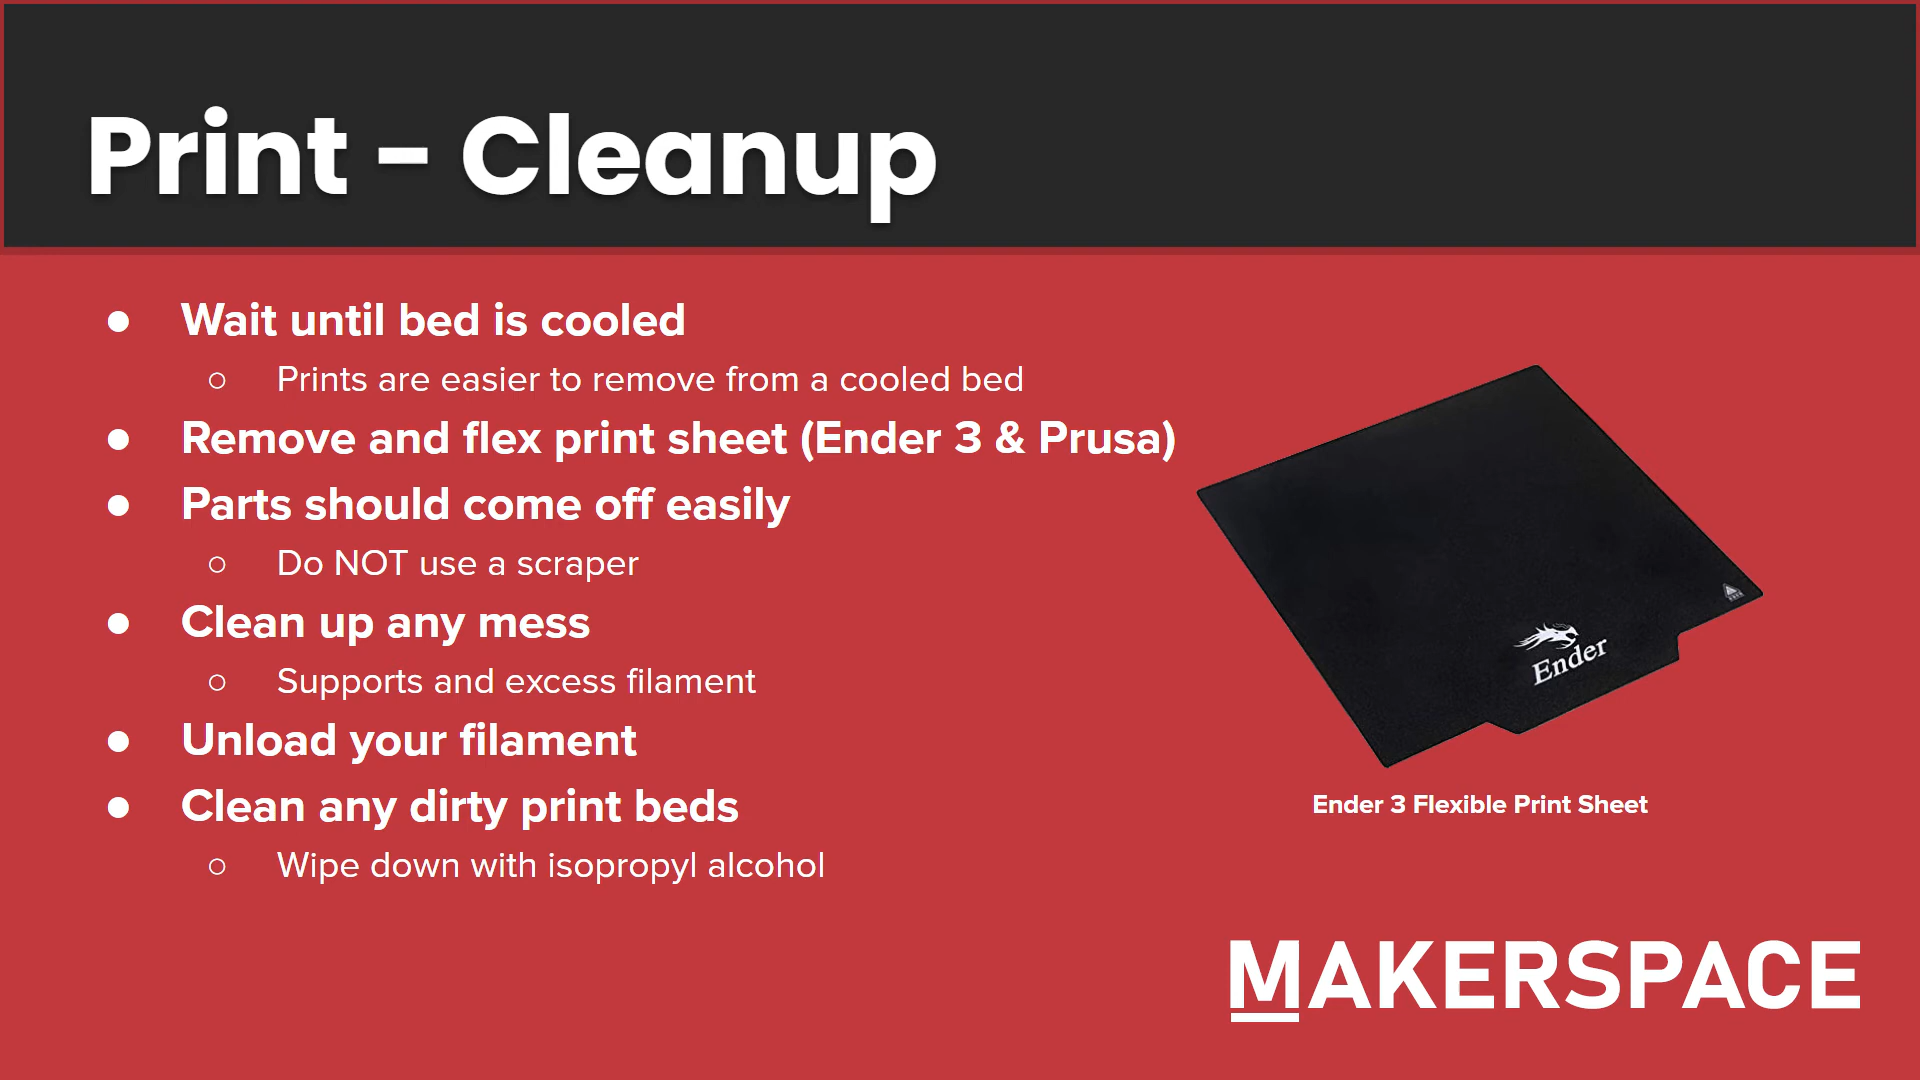 Print - Cleanup
● Wait until bed is cooled
○ Prints are easier to remove from a cooled bed
● Remove and flex print sheet (Ender 3 & Prusa)
● Parts should come off easily
○ Do NOT use a scraper
● Clean up any mess
○ Supports and excess filament
● Unload your filament
● Clean any dirty print beds
○ Wipe down with isopropyl alcohol
Ender
Ender 3 Flexible Print Sheet
MAKERSPACE